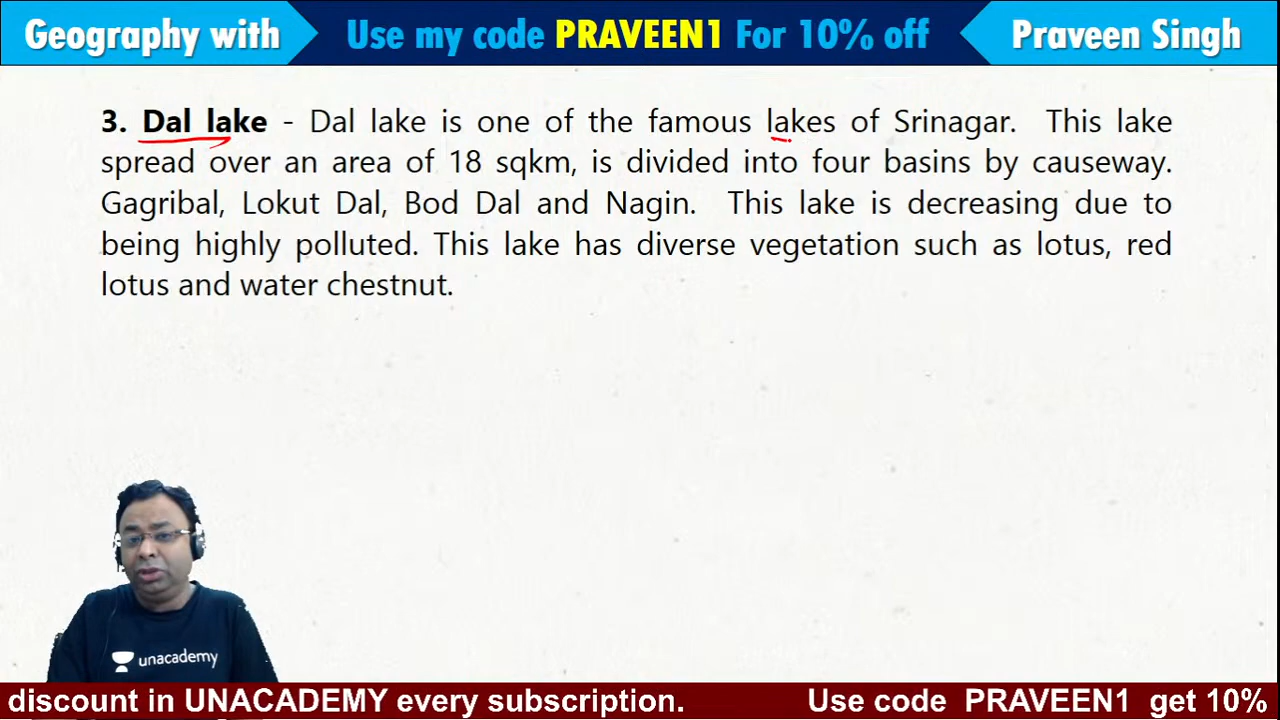 Geography with
Use my code PRAVEEN1 For 10% off
Praveen Singh
3. Dal lake - Dal lake is one of the famous lakes of Srinagar. This lake
spread over an area of 18 sqkm, is divided into four basins by causeway.
Gagribal, Lokut Dal, Bod Dal and Nagin. This lake is decreasing due to
being highly polluted. This lake has diverse vegetation such as lotus, red
lotus and water chestnut.
unacademy
discount in UNACADEMY every subscription.
Use code PRAVEEN1 get 10%